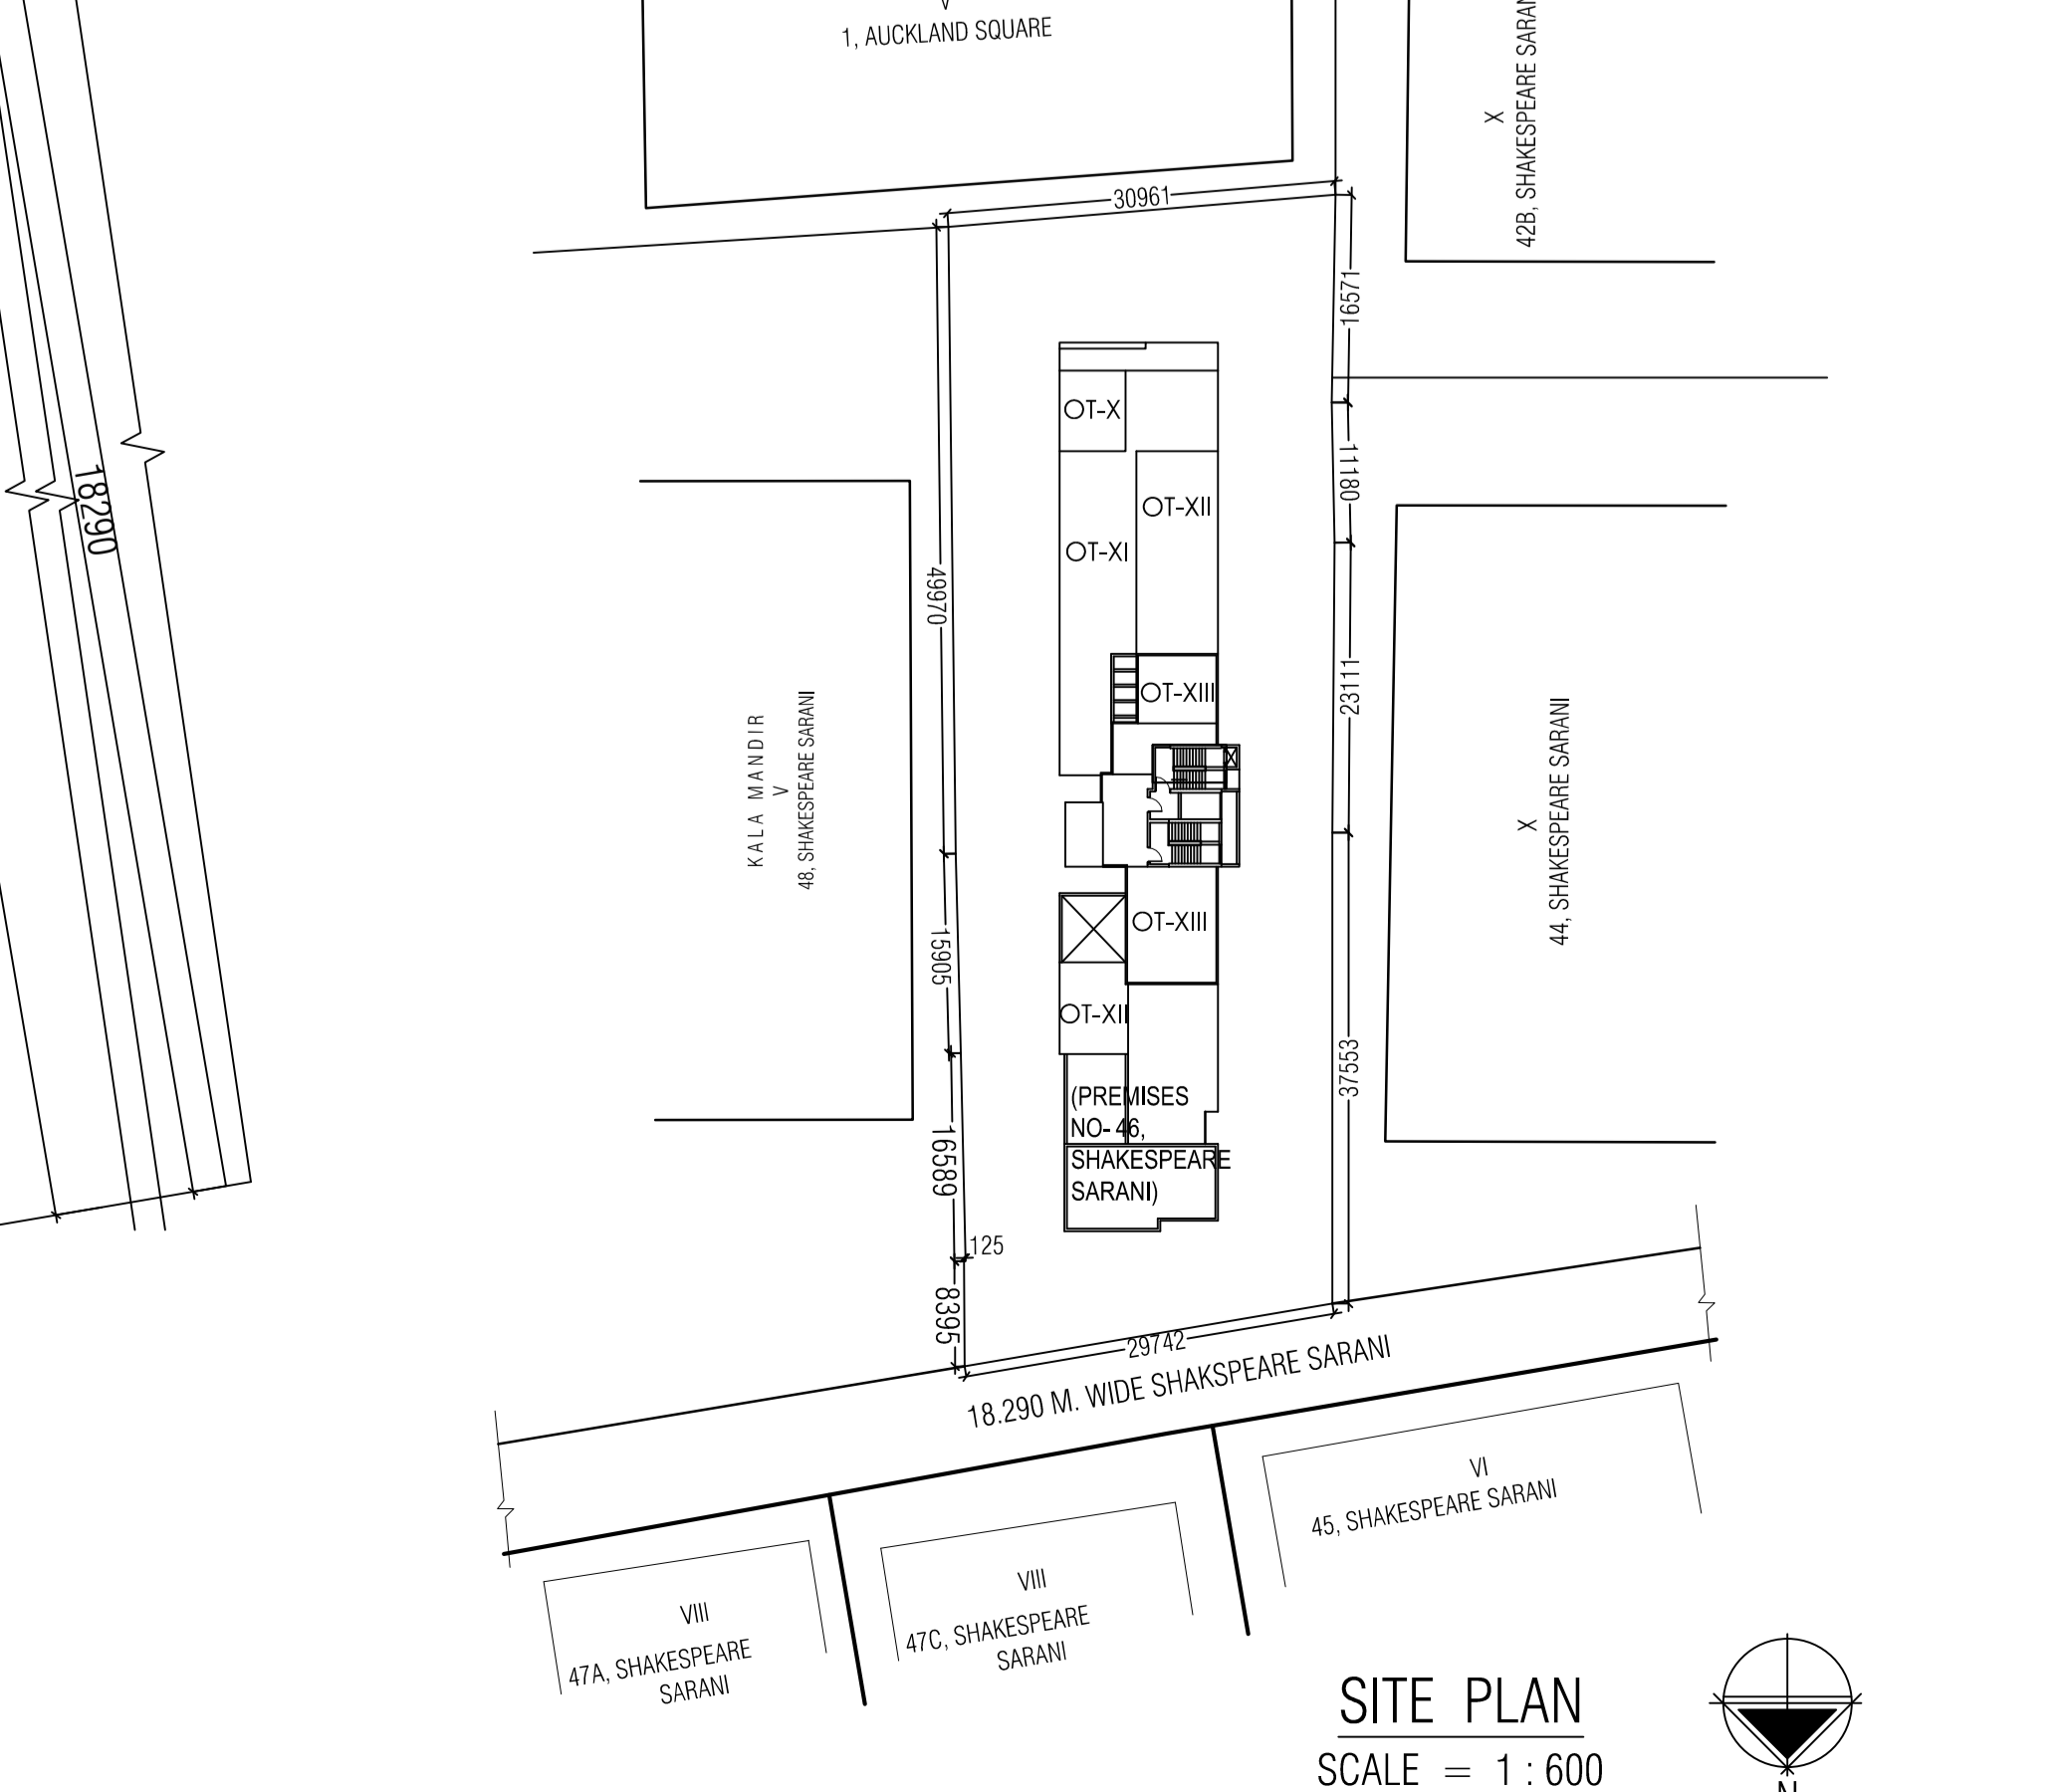 V
1, AUCKLAND SQUARE
X
42B, SHAKESPEARE SARANI
30961
16571
18290
OT-X
11180
OT-XII
OT-XI
49970
OT-XIII
23111
KALA MANDIR
V
48, SHAKESPEARE SARANI
X
44, SHAKESPEARE SARANI
OT-XIII
15905
OT-XII
37553
(PREMISES
NO-46,
SHAKESPEARE
SARANI)
16589
125
8395
29742
18.290 M. WIDE SHAKSPEARE SARANI
VI
45, SHAKESPEARE SARANI
VIII
47C, SHAKESPEARE
SARANI
VIII
47A, SHAKESPEARE
SARANI
SITE PLAN
SCALE = 1 : 600
N